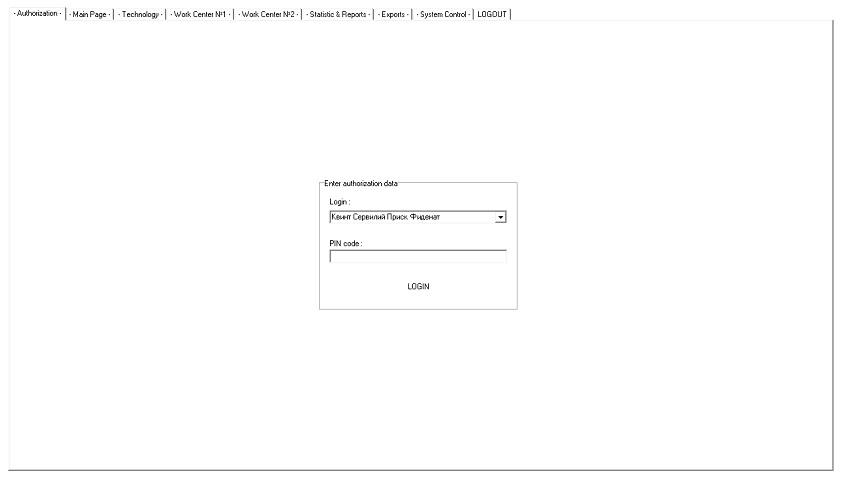 · Authorization · · Main Page · · Technology · · Work Center №1 · · Work Center №2 · · Statistic & Reports · · Exports · · System Control · LOGOUT
Enter authorization data
Login :
Квинт Сервилий Приск Фиденат
PIN code :
LOGIN